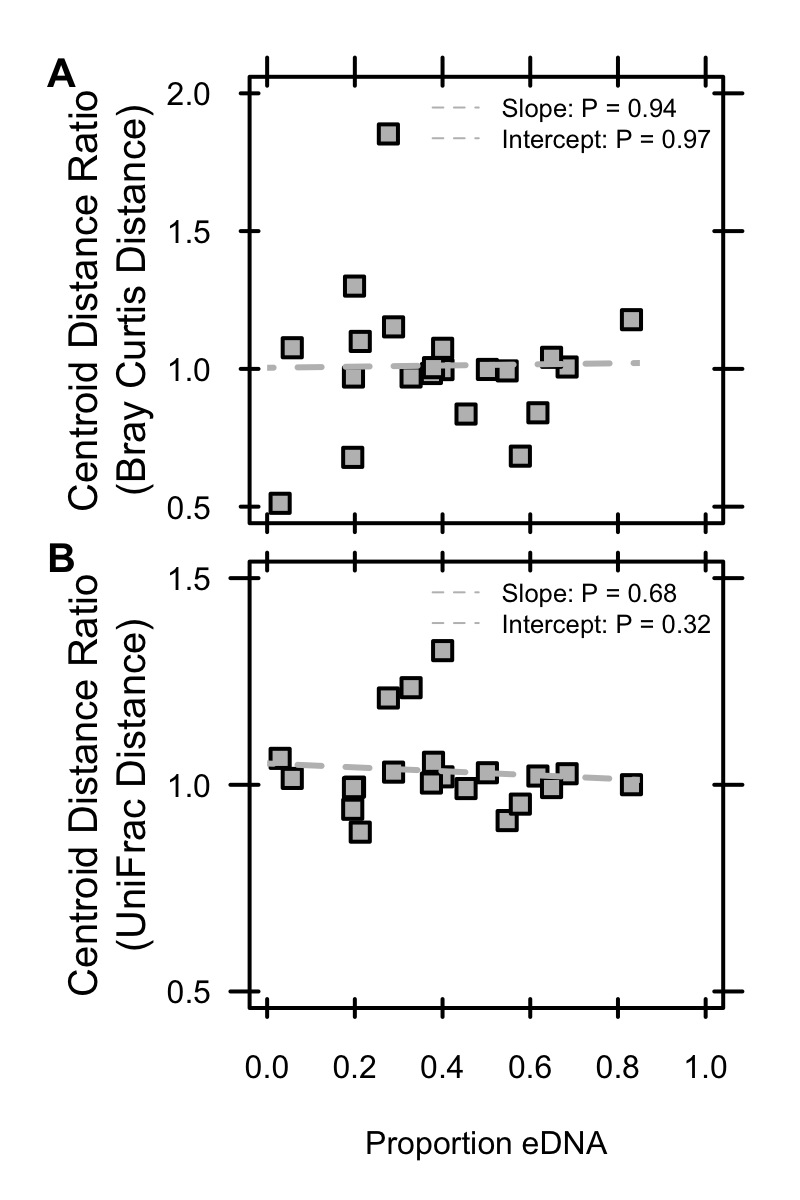 A
Centroid Distance Ratio
(Bray Curtis Distance)
2.0
1.5
1.0
0.5
Slope: P = 0.94
Intercept: P = 0.97
B
Centroid Distance Ratio
(UniFrac Distance)
1.5
1.0
0.5
Slope: P = 0.68
Intercept: P = 0.32
0.0 0.2 0.4 0.6 0.8 1.0
Proportion eDNA